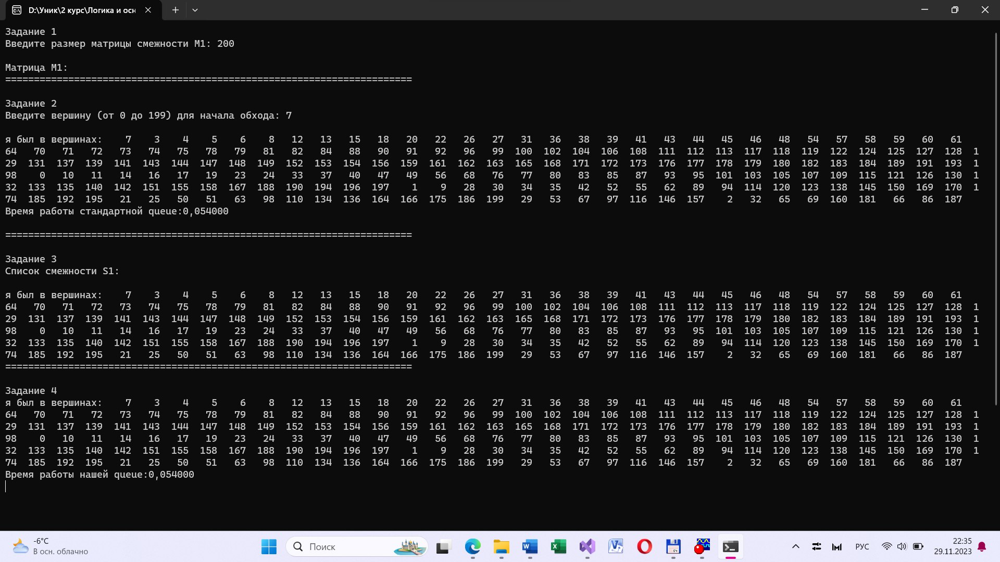 D:\Уник\2 курс\Логика и осн
Задание 1
Введите размер матрицы смежности M1: 200
Матрица M1:
=======================================================================
Задание 2
Введите вершину (от 0 до 199) для начала обхода: 7
я был в вершинах: 7 3 4 5 6 8 12 13 15 18 20 22 26 27 31 36 38 39 41 43 44 45 46 48 54 57 58 59 60 61
64 70 71 72 73 74 75 78 79 81 82 84 88 90 91 92 96 99 100 102 104 106 108 111 112 113 117 118 119 122 124 125 127 128 1
29 131 137 139 141 143 144 147 148 149 152 153 154 156 159 161 162 163 165 168 171 172 173 176 177 178 179 180 182 183 184 189 191 193 1
98 0 10 11 14 16 17 19 23 24 33 37 40 47 49 56 68 76 77 80 83 85 87 93 95 101 103 105 107 109 115 121 126 130 1
32 133 135 140 142 151 155 158 167 188 190 194 196 197 1 9 28 30 34 35 42 52 55 62 89 94 114 120 123 138 145 150 169 170 1
74 185 192 195 21 25 50 51 63 98 110 134 136 164 166 175 186 199 29 53 67 97 116 146 157 2 32 65 69 160 181 66 86 187
Время работы стандартной queue:0,054000
=======================================================================
Задание 3
Список смежности S1:
я был в вершинах: 7 3 4 5 6 8 12 13 15 18 20 22 26 27 31 36 38 39 41 43 44 45 46 48 54 57 58 59 60 61
64 70 71 72 73 74 75 78 79 81 82 84 88 90 91 92 96 99 100 102 104 106 108 111 112 113 117 118 119 122 124 125 127 128 1
29 131 137 139 141 143 144 147 148 149 152 153 154 156 159 161 162 163 165 168 171 172 173 176 177 178 179 180 182 183 184 189 191 193 1
98 0 10 11 14 16 17 19 23 24 33 37 40 47 49 56 68 76 77 80 83 85 87 93 95 101 103 105 107 109 115 121 126 130 1
32 133 135 140 142 151 155 158 167 188 190 194 196 197 1 9 28 30 34 35 42 52 55 62 89 94 114 120 123 138 145 150 169 170 1
74 185 192 195 21 25 50 51 63 98 110 134 136 164 166 175 186 199 29 53 67 97 116 146 157 2 32 65 69 160 181 66 86 187
=======================================================================
Задание 4
я был в вершинах: 7 3 4 5 6 8 12 13 15 18 20 22 26 27 31 36 38 39 41 43 44 45 46 48 54 57 58 59 60 61
64 70 71 72 73 74 75 78 79 81 82 84 88 90 91 92 96 99 100 102 104 106 108 111 112 113 117 118 119 122 124 125 127 128 1
29 131 137 139 141 143 144 147 148 149 152 153 154 156 159 161 162 163 165 168 171 172 173 176 177 178 179 180 182 183 184 189 191 193 1
98 0 10 11 14 16 17 19 23 24 33 37 40 47 49 56 68 76 77 80 83 85 87 93 95 101 103 105 107 109 115 121 126 130 1
32 133 135 140 142 151 155 158 167 188 190 194 196 197 1 9 28 30 34 35 42 52 55 62 89 94 114 120 123 138 145 150 169 170 1
74 185 192 195 21 25 50 51 63 98 110 134 136 164 166 175 186 199 29 53 67 97 116 146 157 2 32 65 69 160 181 66 86 187
Время работы нашей queue:0,054000
-6°C
В осн. облачно
Поиск
РУС
22:35
29.11.2023